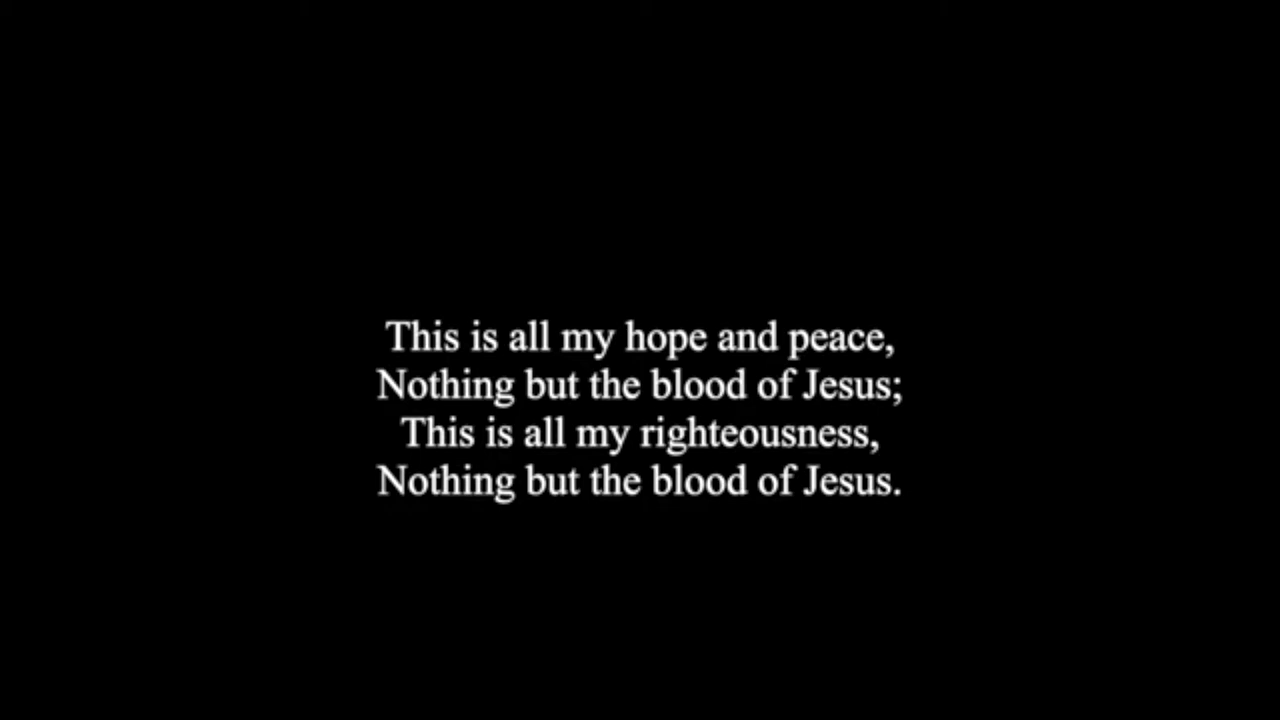 This is all my hope and peace,
Nothing but the blood of Jesus;
This is all my righteousness,
Nothing but the blood of Jesus.